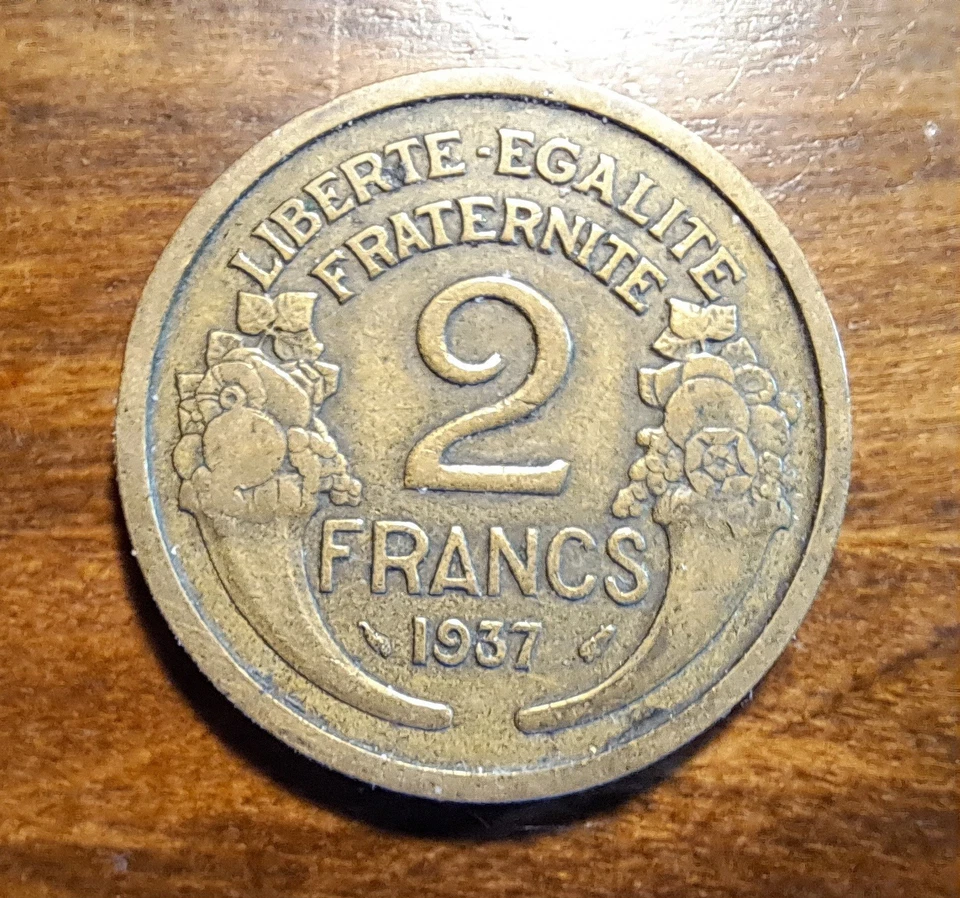 LIBERTE-EGALITE
FRATERNITE
2
FRANCS
1937